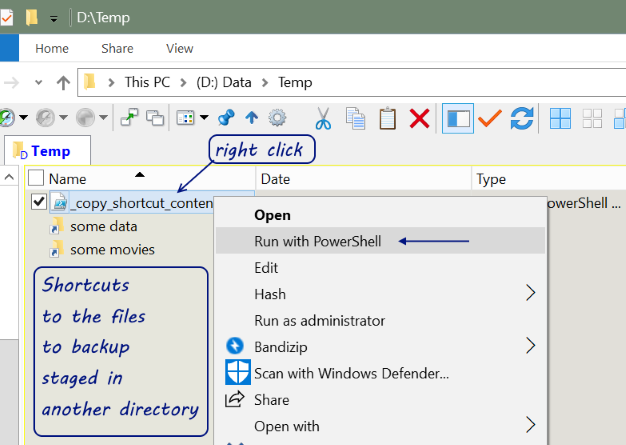 D:\Temp
Home Share View
This PC > (D:) Data > Temp
Temp
right click
Name Date Type
_copy_shortcut_conten
owerShell ...
some data
some movies
Shortcuts
to the files
to backup
staged in
another directory
Open
Run with PowerShell
Edit
Hash
Run as administrator
Bandizip
Scan with Windows Defender...
Share
Open with